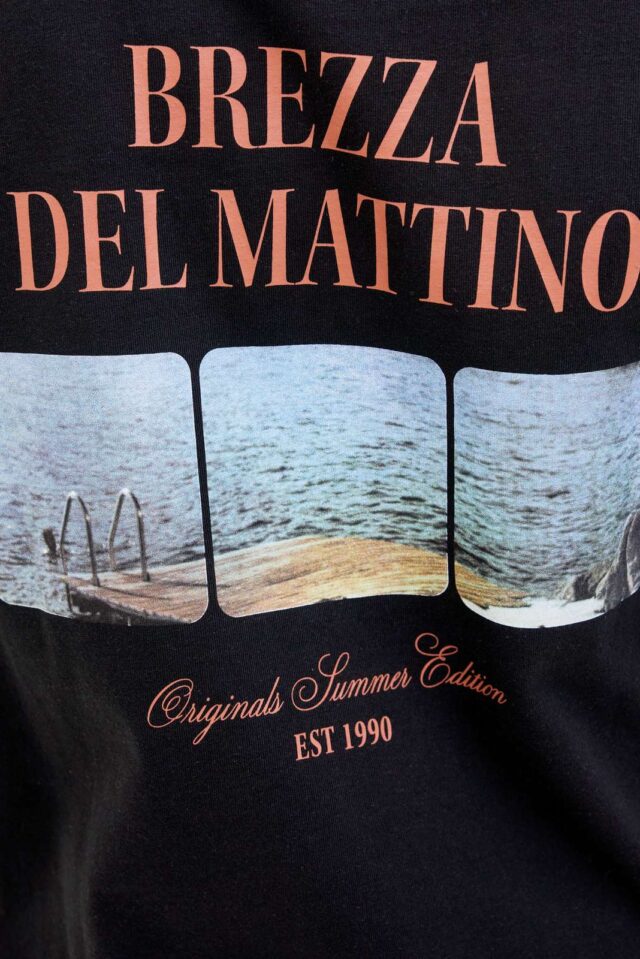 BREZZA
DEL MATTINO
Originals Summer Edition
EST 1990